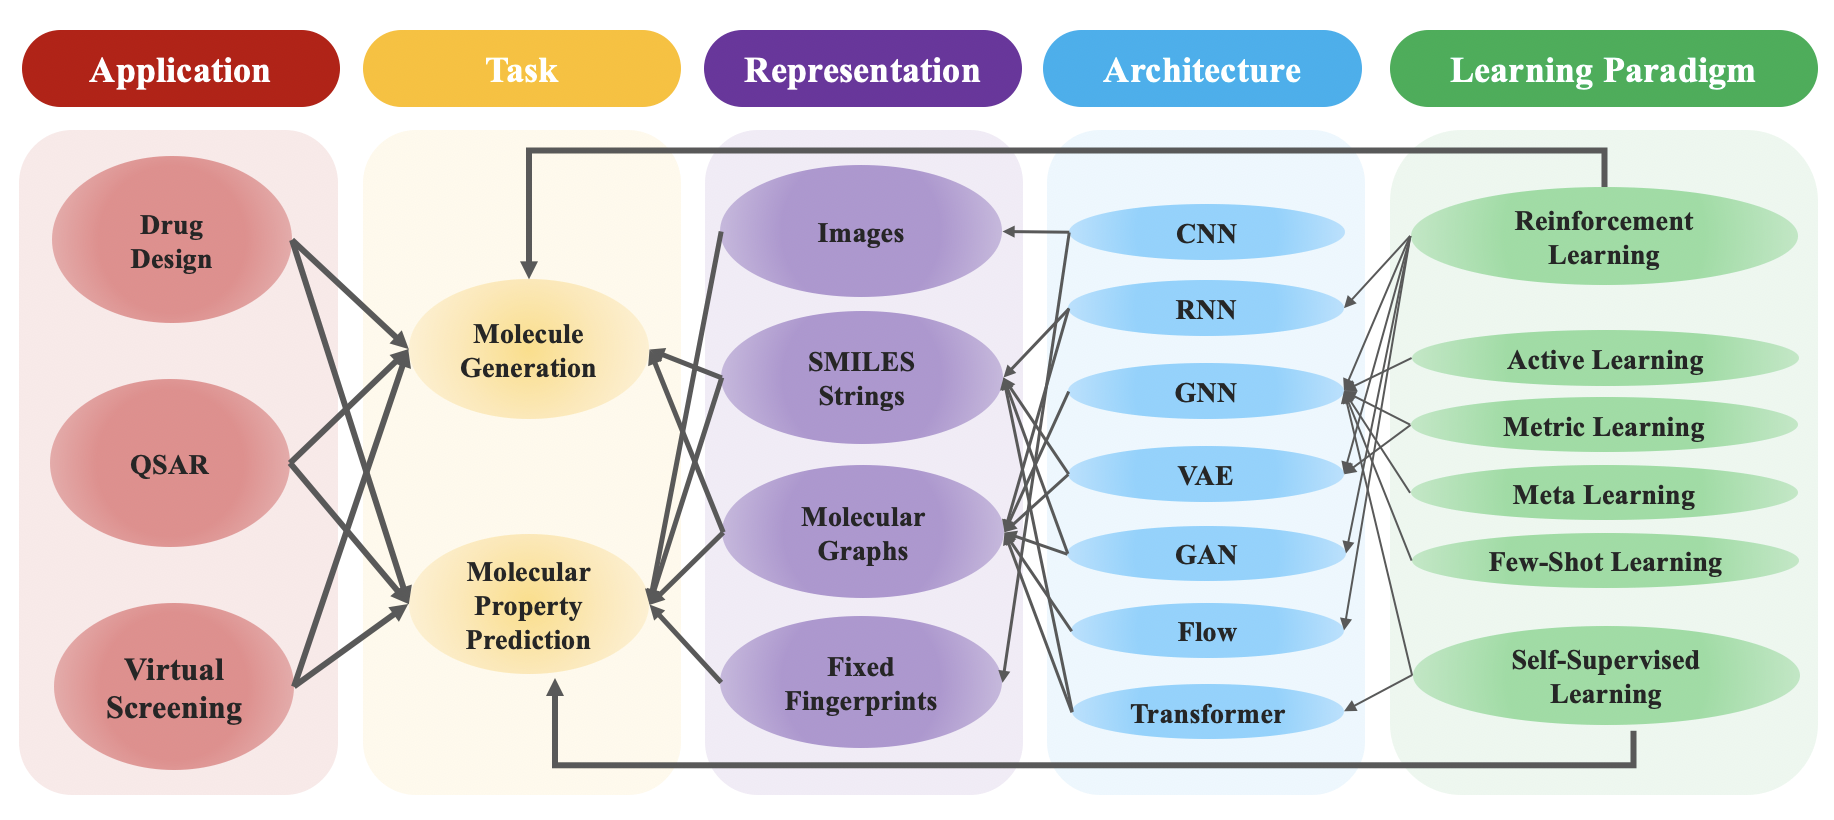 Application
Task
Representation
Architecture
Learning Paradigm
Drug
Design
QSAR
Virtual
Screening
Molecule
Generation
Molecular
Property
Prediction
Images
SMILES
Strings
Molecular
Graphs
Fixed
Fingerprints
CNN
RNN
GNN
VAE
GAN
Flow
Transformer
Reinforcement
Learning
Active Learning
Metric Learning
Meta Learning
Few-Shot Learning
Self-Supervised
Learning